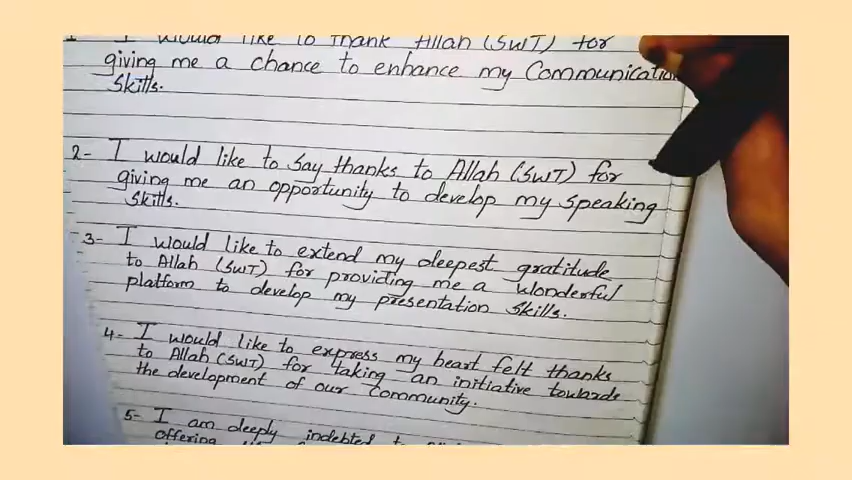 I would like to thank Allah (SWT) for
giving me a chance to enhance my Communication
Skills.
2- I would like to Say thanks to Allah (SWT) for
giving me an opportunity to develop my speaking
Skills.
3- I would like to extend my deepest gratitude
to Allah (SWT) for providing me a wonderful
platform to develop my presentation Skills.
4- I would like to express my heart felt thanks
to Allah (SWT) for taking an initiative towards
the development of our community.
5- I am deeply indebted to
offering